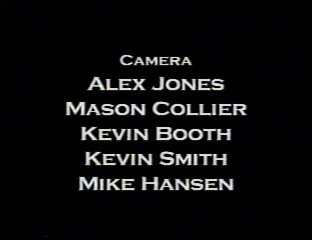 CAMERA
ALEX JONES
MASON COLLIER
KEVIN BOOTH
KEVIN SMITH
MIKE HANSEN